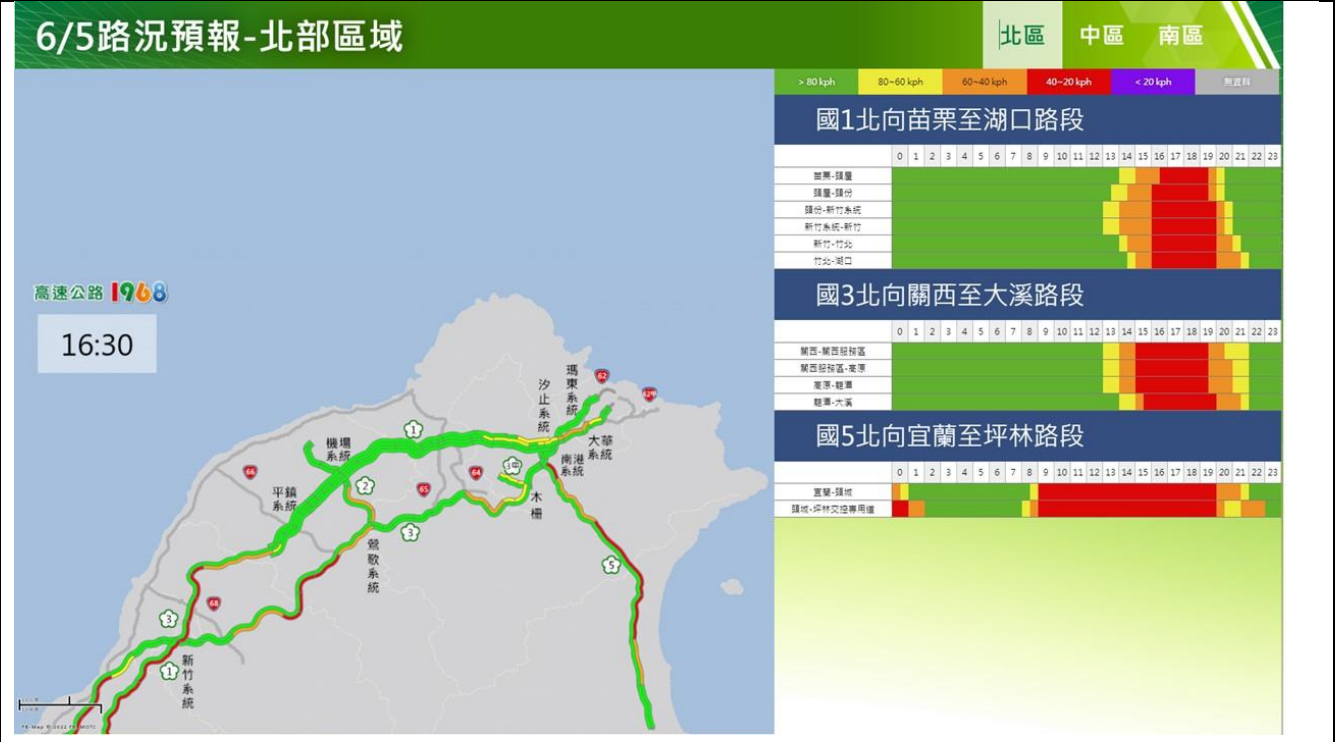 6/5路況預報-北部區域
北區 中區 南區
> 80 kph 80~60 kph 60~40 kph 40~20 kph < 20 kph 無資料
國1北向苗栗至湖口路段
0 1 2 3 4 5 6 7 8 9 10 11 12 13 14 15 16 17 18 19 20 21 22 23
苗栗-頭屋
頭屋-頭份
頭份-新竹系統
新竹系統-新竹
新竹-竹北
竹北-湖口
國3北向關西至大溪路段
0 1 2 3 4 5 6 7 8 9 10 11 12 13 14 15 16 17 18 19 20 21 22 23
關西-關西服務區
關西服務區-高原
高原-龍潭
龍潭-大溪
國5北向宜蘭至坪林路段
0 1 2 3 4 5 6 7 8 9 10 11 12 13 14 15 16 17 18 19 20 21 22 23
宜蘭-頭城
頭城-坪林交控專用道
高速公路 1968
16:30
瑪東系統
汐止系統
62
62甲
大華系統
南港系統
1
機場系統
3甲
64
66
2
65
平鎮系統
木柵
3
鶯歌系統
5
68
3
1
新竹系統